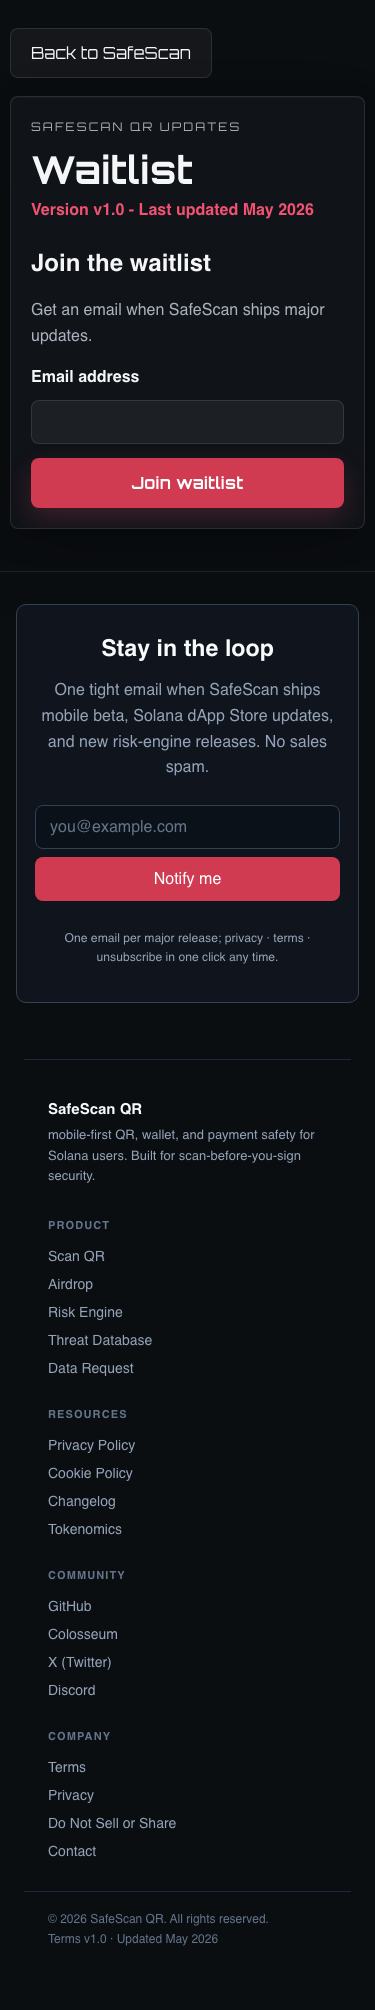 Back to SafeScan
SAFESCAN QR UPDATES
Waitlist
Version v1.0 - Last updated May 2026
Join the waitlist
Get an email when SafeScan ships major
updates.
Email address
Join waitlist
Stay in the loop
One tight email when SafeScan ships
mobile beta, Solana dApp Store updates,
and new risk-engine releases. No sales
spam.
you@example.com
Notify me
One email per major release; privacy · terms ·
unsubscribe in one click any time.
SafeScan QR
mobile-first QR, wallet, and payment safety for
Solana users. Built for scan-before-you-sign
security.
PRODUCT
Scan QR
Airdrop
Risk Engine
Threat Database
Data Request
RESOURCES
Privacy Policy
Cookie Policy
Changelog
Tokenomics
COMMUNITY
GitHub
Colosseum
X (Twitter)
Discord
COMPANY
Terms
Privacy
Do Not Sell or Share
Contact
© 2026 SafeScan QR. All rights reserved.
Terms v1.0 · Updated May 2026